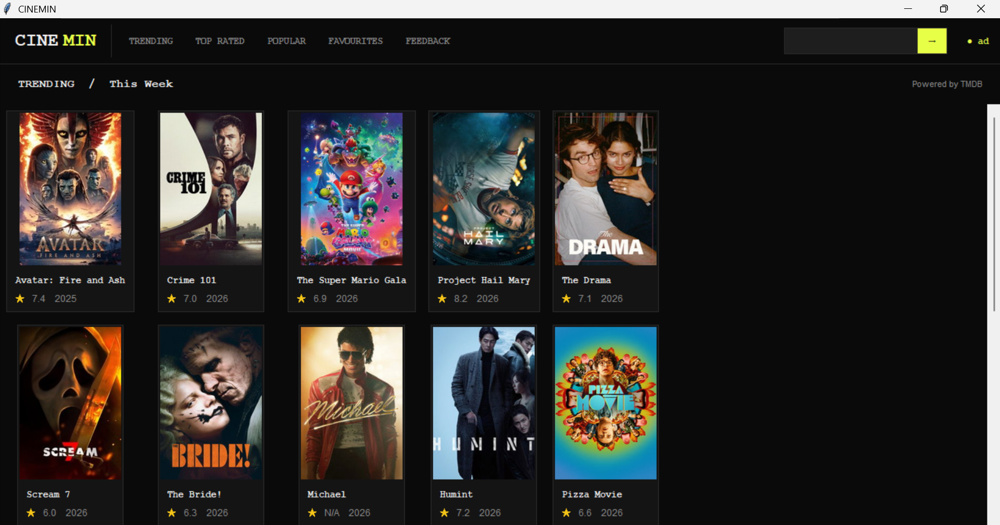 CINEMIN
CINE MIN
TRENDING TOP RATED POPULAR FAVOURITES FEEDBACK
→
● ad
TRENDING / This Week
Powered by TMDB
AVATAR
FIRE AND ASH
CRIME
101
THE SUPER
MARIO
GALAXY
MOVIE
PROJECT
HAIL
MARY
The
DRAMA
Avatar: Fire and Ash
★ 7.4 2025
Crime 101
★ 7.0 2026
The Super Mario Gala
★ 6.9 2026
Project Hail Mary
★ 8.2 2026
The Drama
★ 7.1 2026
SCREAM
7
THE
BRIDE!
Michael
HUMINT
PIZZA
MOVIE
Scream 7
★ 6.0 2026
The Bride!
★ 6.3 2026
Michael
★ N/A 2026
Humint
★ 7.2 2026
Pizza Movie
★ 6.6 2026